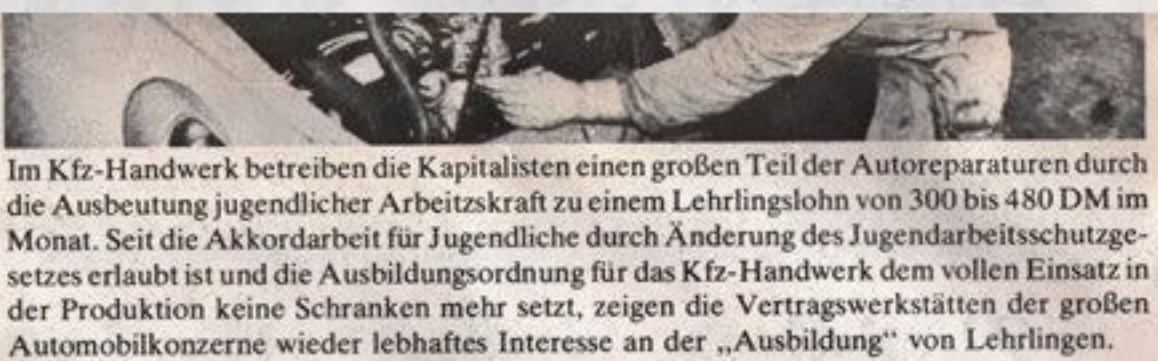 Im Kfz-Handwerk betreiben die Kapitalisten einen großen Teil der Autoreparaturen durch
die Ausbeutung jugendlicher Arbeitzskraft zu einem Lehrlingslohn von 300 bis 480 DM im
Monat. Seit die Akkordarbeit für Jugendliche durch Änderung des Jugendarbeitsschutzge-
setzes erlaubt ist und die Ausbildungsordnung für das Kfz-Handwerk dem vollen Einsatz in
der Produktion keine Schranken mehr setzt, zeigen die Vertragswerkstätten der großen
Automobilkonzerne wieder lebhaftes Interesse an der „Ausbildung“ von Lehrlingen.